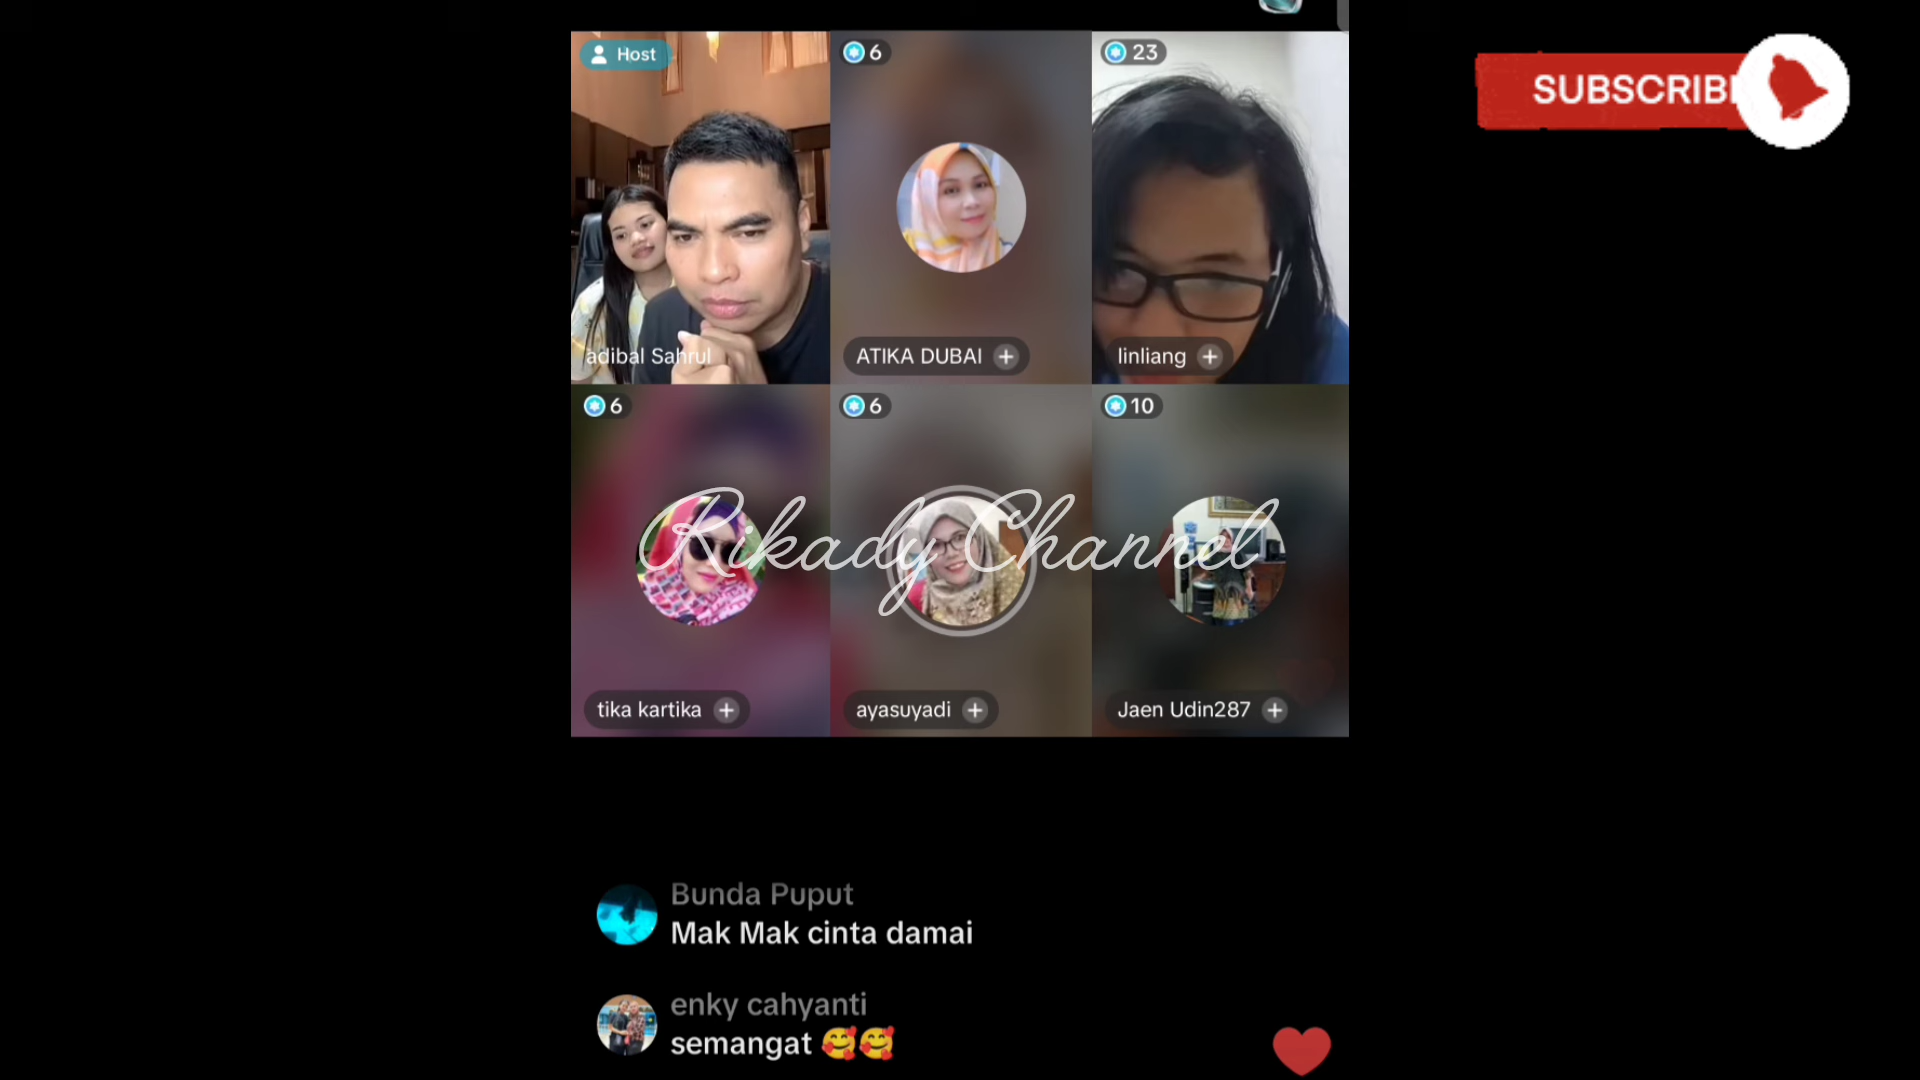 SUBSCRIBE
Host
6
23
adibal Sahrul
ATIKA DUBAI +
linliang +
6
6
10
Rikady Channel
tika kartika +
ayasuyadi +
Jaen Udin287 +
Bunda Puput
Mak Mak cinta damai
enky cahyanti
semangat 🥰🥰